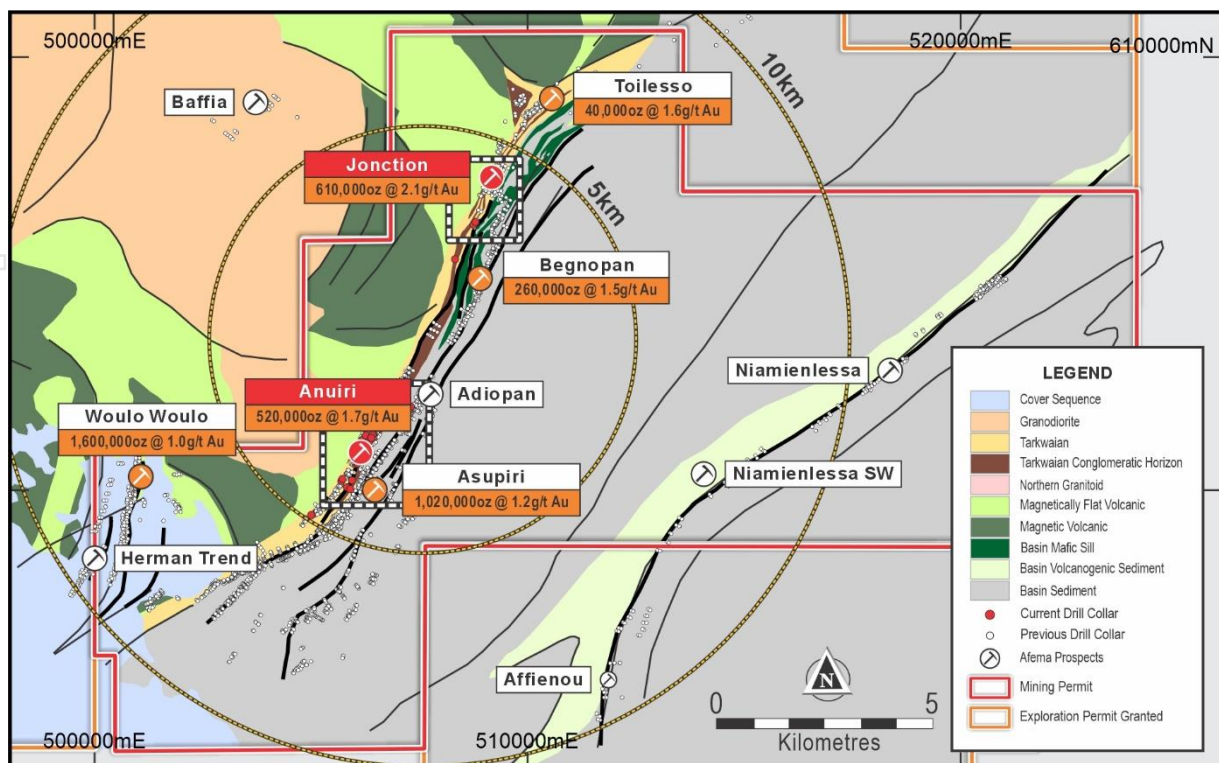 500000mE
520000mE
610000mN
10km
Toilesso
40,000oz @ 1.6g/t Au
Baffia
Jonction
610,000oz @ 2.1g/t Au
5km
Begnopan
260,000oz @ 1.5g/t Au
Anuiri
520,000oz @ 1.7g/t Au
Adiopan
Niamienlessa
Woulo Woulo
1,600,000oz @ 1.0g/t Au
Asupiri
1,020,000oz @ 1.2g/t Au
Niamienlessa SW
Herman Trend
Affienou
N
0
5
Kilometres
500000mE
510000mE
LEGEND
Cover Sequence
Granodiorite
Tarkwaian
Tarkwaian Conglomeratic Horizon
Northern Granitoid
Magnetically Flat Volcanic
Magnetic Volcanic
Basin Mafic Sill
Basin Volcanogenic Sediment
Basin Sediment
Current Drill Collar
Previous Drill Collar
Afema Prospects
Mining Permit
Exploration Permit Granted